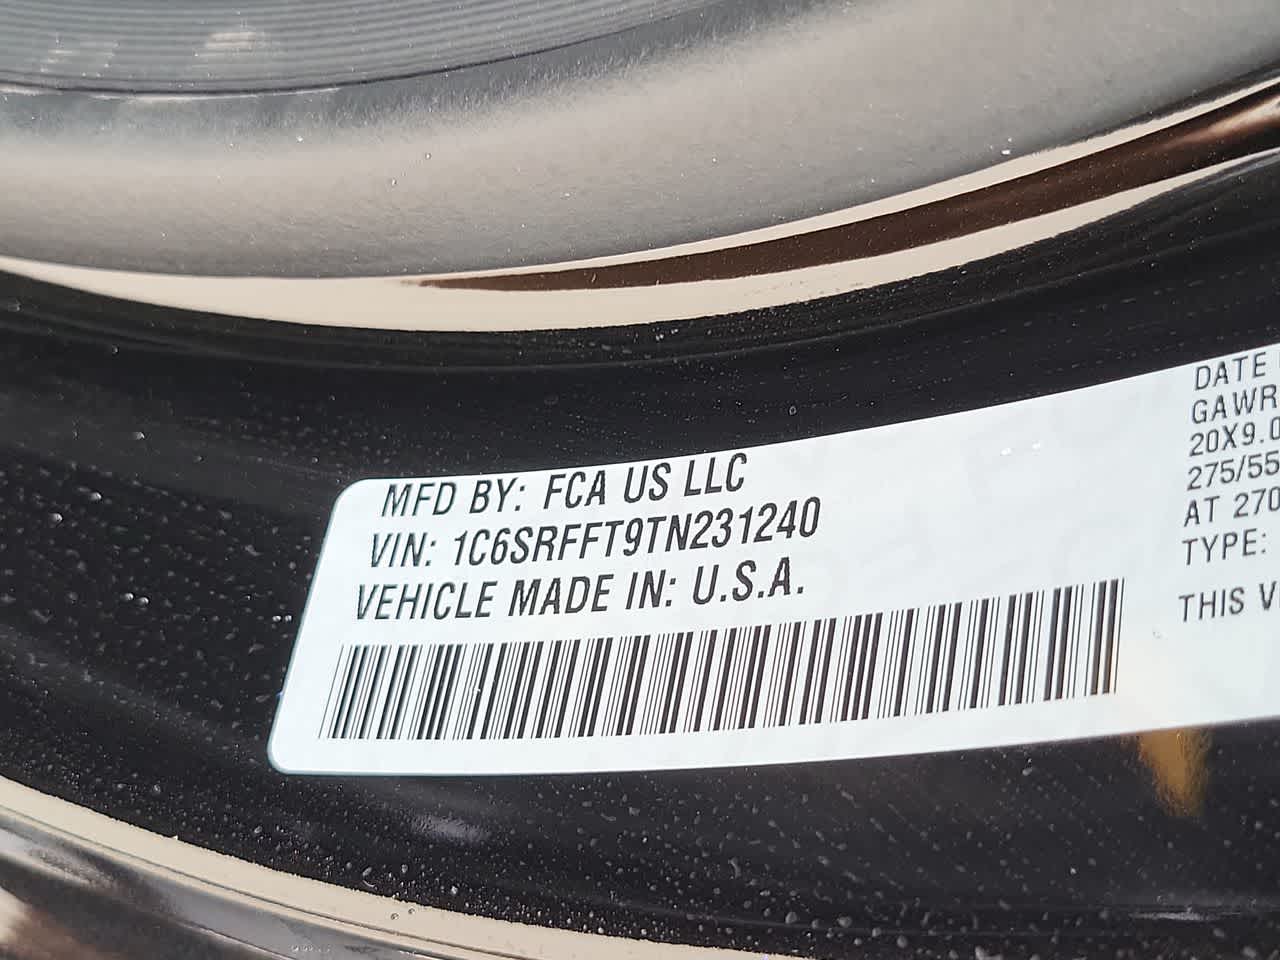 MFD BY: FCA US LLC
VIN: 1C6SRFFT9TN231240
VEHICLE MADE IN: U.S.A.
DATE
GAWR
20X9.0
275/55
AT 270
TYPE:
THIS V